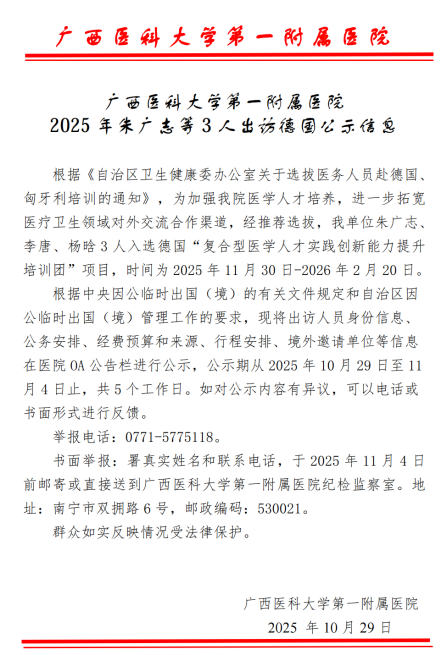 广西医科大学第一附属医院
广西医科大学第一附属医院
2025 年朱广志等 3 人出访德国公示信息
根据《自治区卫生健康委办公室关于选拔医务人员赴德国、
匈牙利培训的通知》，为加强我院医学人才培养，进一步拓宽
医疗卫生领域对外交流合作渠道，经推荐选拔，我单位朱广志、
李唐、杨晗 3 人入选德国“复合型医学人才实践创新能力提升
培训团”项目，时间为 2025 年 11 月 30 日-2026 年 2 月 20 日。
根据中央因公临时出国（境）的有关文件规定和自治区因
公临时出国（境）管理工作的要求，现将出访人员身份信息、
公务安排、经费预算和来源、行程安排、境外邀请单位等信息
在医院 OA 公告栏进行公示，公示期从 2025 年 10 月 29 日至 11
月 4 日止，共 5 个工作日。如对公示内容有异议，可以电话或
书面形式进行反馈。
举报电话：0771-5775118。
书面举报：署真实姓名和联系电话，于 2025 年 11 月 4 日
前邮寄或直接送到广西医科大学第一附属医院纪检监察室。地
址：南宁市双拥路 6 号，邮政编码：530021。
群众如实反映情况受法律保护。
广西医科大学第一附属医院
2025 年 10 月 29 日